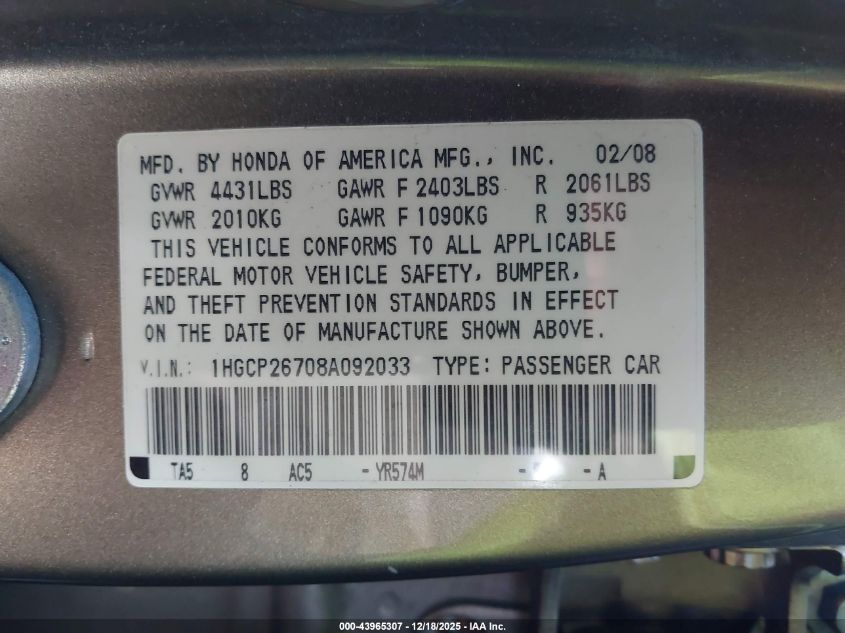 MFD. BY HONDA OF AMERICA MFG., INC. 02/08
GVWR 4431LBS GAWR F 2403LBS R 2061LBS
GVWR 2010KG GAWR F 1090KG R 935KG
THIS VEHICLE CONFORMS TO ALL APPLICABLE
FEDERAL MOTOR VEHICLE SAFETY, BUMPER,
AND THEFT PREVENTION STANDARDS IN EFFECT
ON THE DATE OF MANUFACTURE SHOWN ABOVE.
V.I.N.: 1HGCP26708A092033 TYPE: PASSENGER CAR
TA5 8 AC5 - YR574M - - A
000-43965307 - 12/18/2025 - IAA Inc.